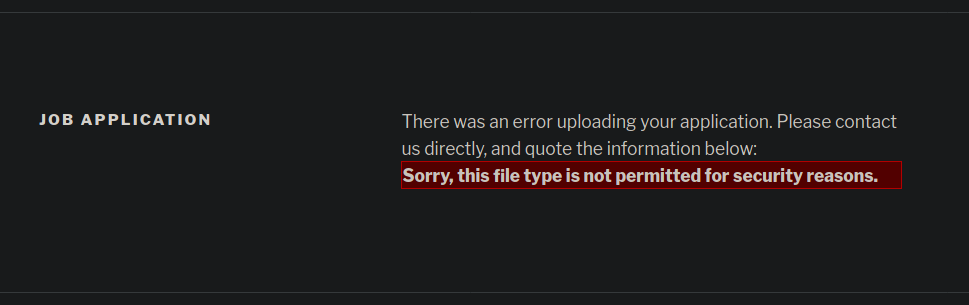 JOB APPLICATION
There was an error uploading your application. Please contact
us directly, and quote the information below:
Sorry, this file type is not permitted for security reasons.